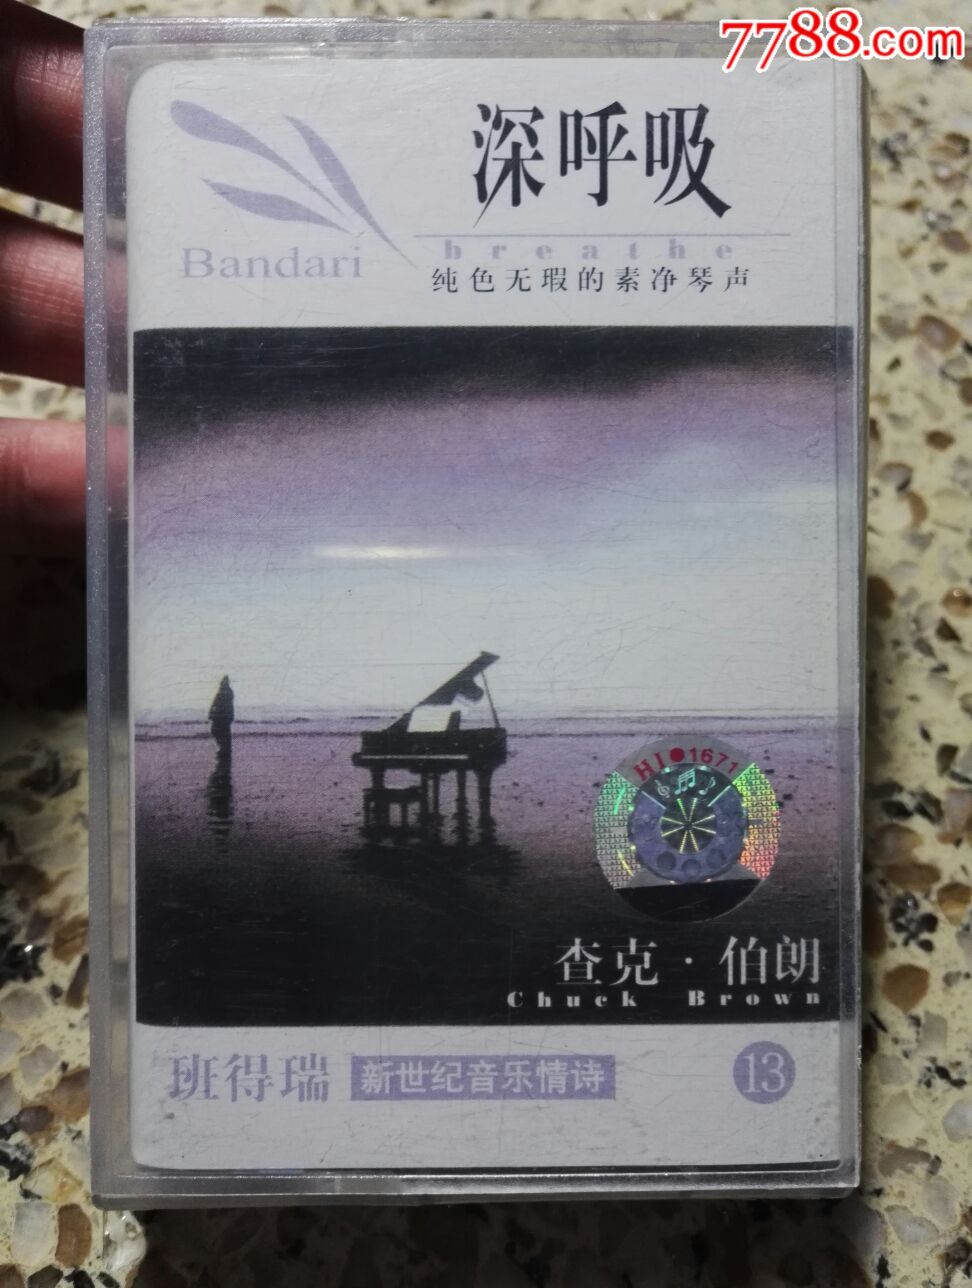 7788.com
深呼吸
breathe
Bandari
纯色无瑕的素净琴声
HI●1671
查克·伯朗
Chuck Brown
班得瑞 新世纪音乐情诗 13